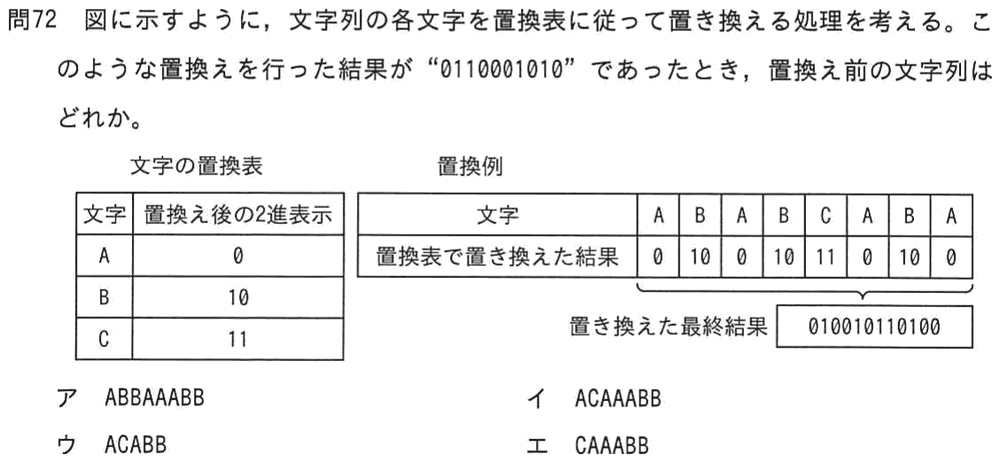 問72 図に示すように，文字列の各文字を置換表に従って置き換える処理を考える。こ
のような置換えを行った結果が“0110001010”であったとき，置換え前の文字列は
どれか。
文字の置換表 置換例
文字 置換え後の2進表示
A 0
B 10
C 11
文字 A B A B C A B A
置換表で置き換えた結果 0 10 0 10 11 0 10 0
置き換えた最終結果 010010110100
ア ABBAAABB イ ACAAABB
ウ ACABB エ CAAABB